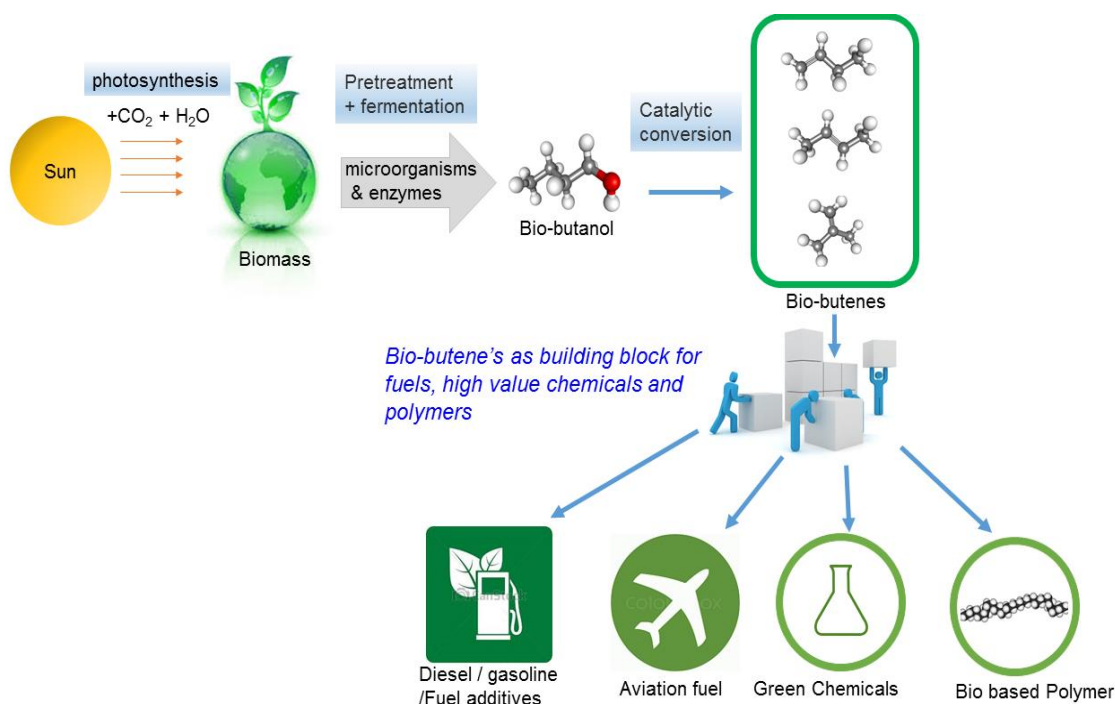 photosynthesis
+CO₂ + H₂O
Sun
Biomass
Pretreatment
+ fermentation
microorganisms
& enzymes
Bio-butanol
Catalytic
conversion
Bio-butenes
Bio-butene's as building block for
fuels, high value chemicals and
polymers
Diesel / gasoline
/Fuel additives
Aviation fuel
Green Chemicals
Bio based Polymer